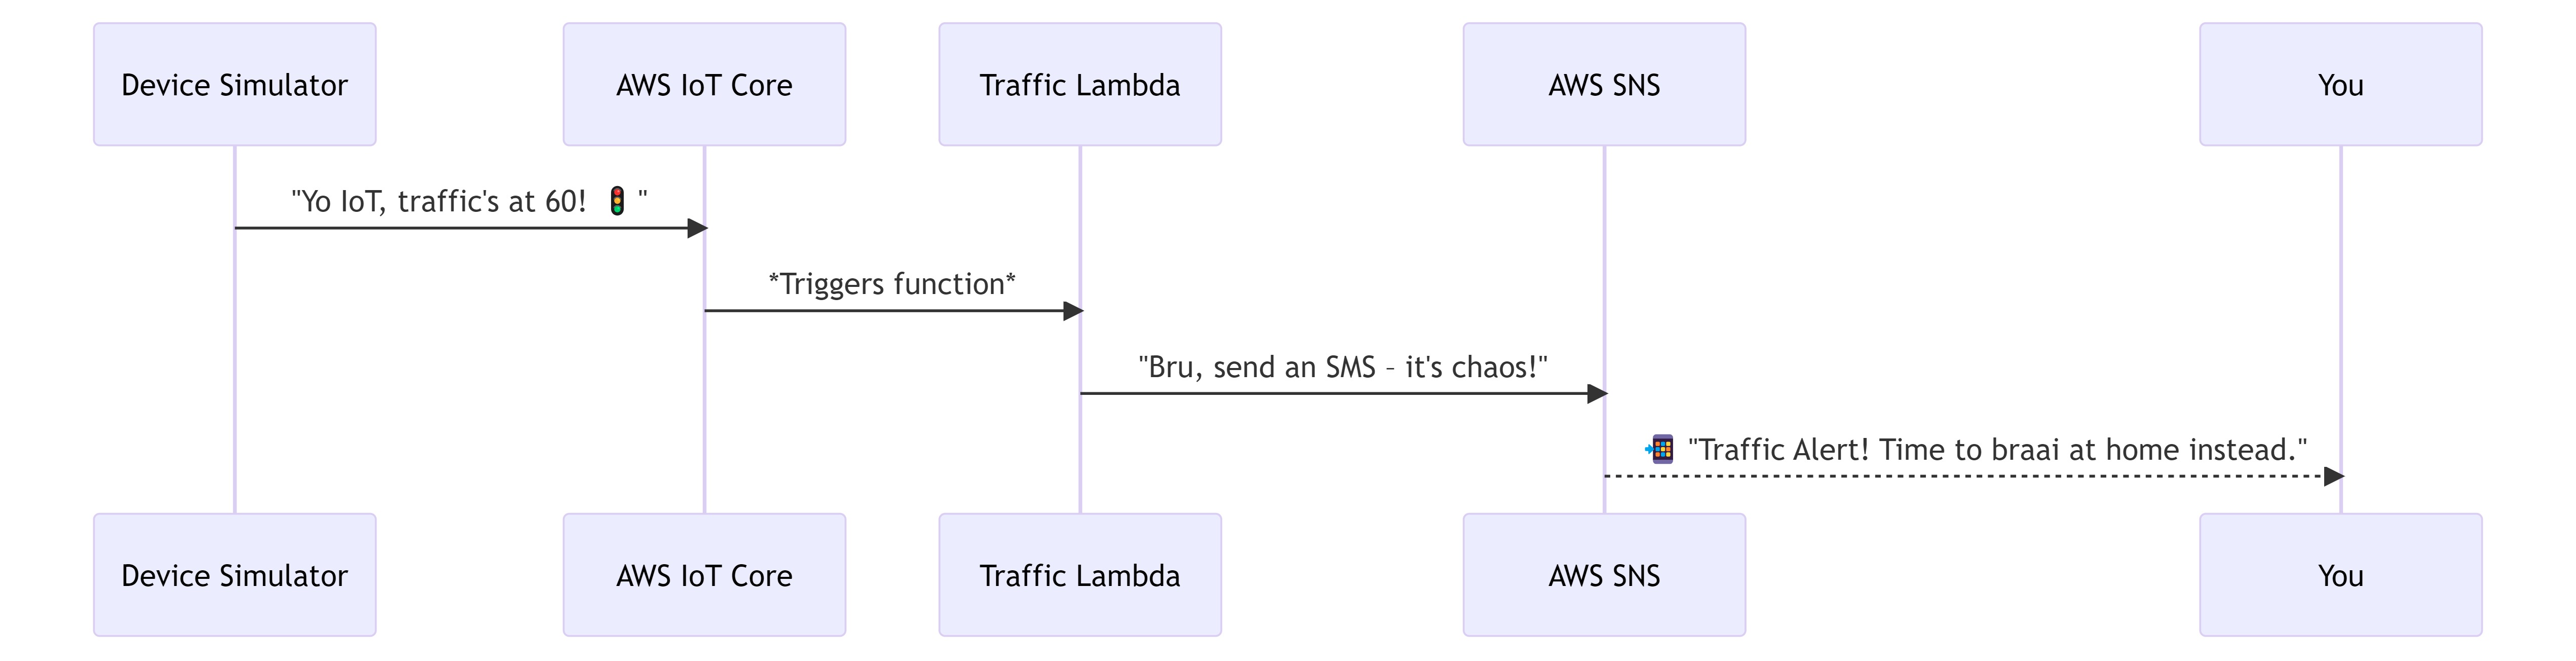 Device Simulator
AWS IoT Core
Traffic Lambda
AWS SNS
You
"Yo IoT, traffic's at 60! 🚦 "
*Triggers function*
"Bru, send an SMS – it's chaos!"
📲 "Traffic Alert! Time to braai at home instead."
Device Simulator
AWS IoT Core
Traffic Lambda
AWS SNS
You